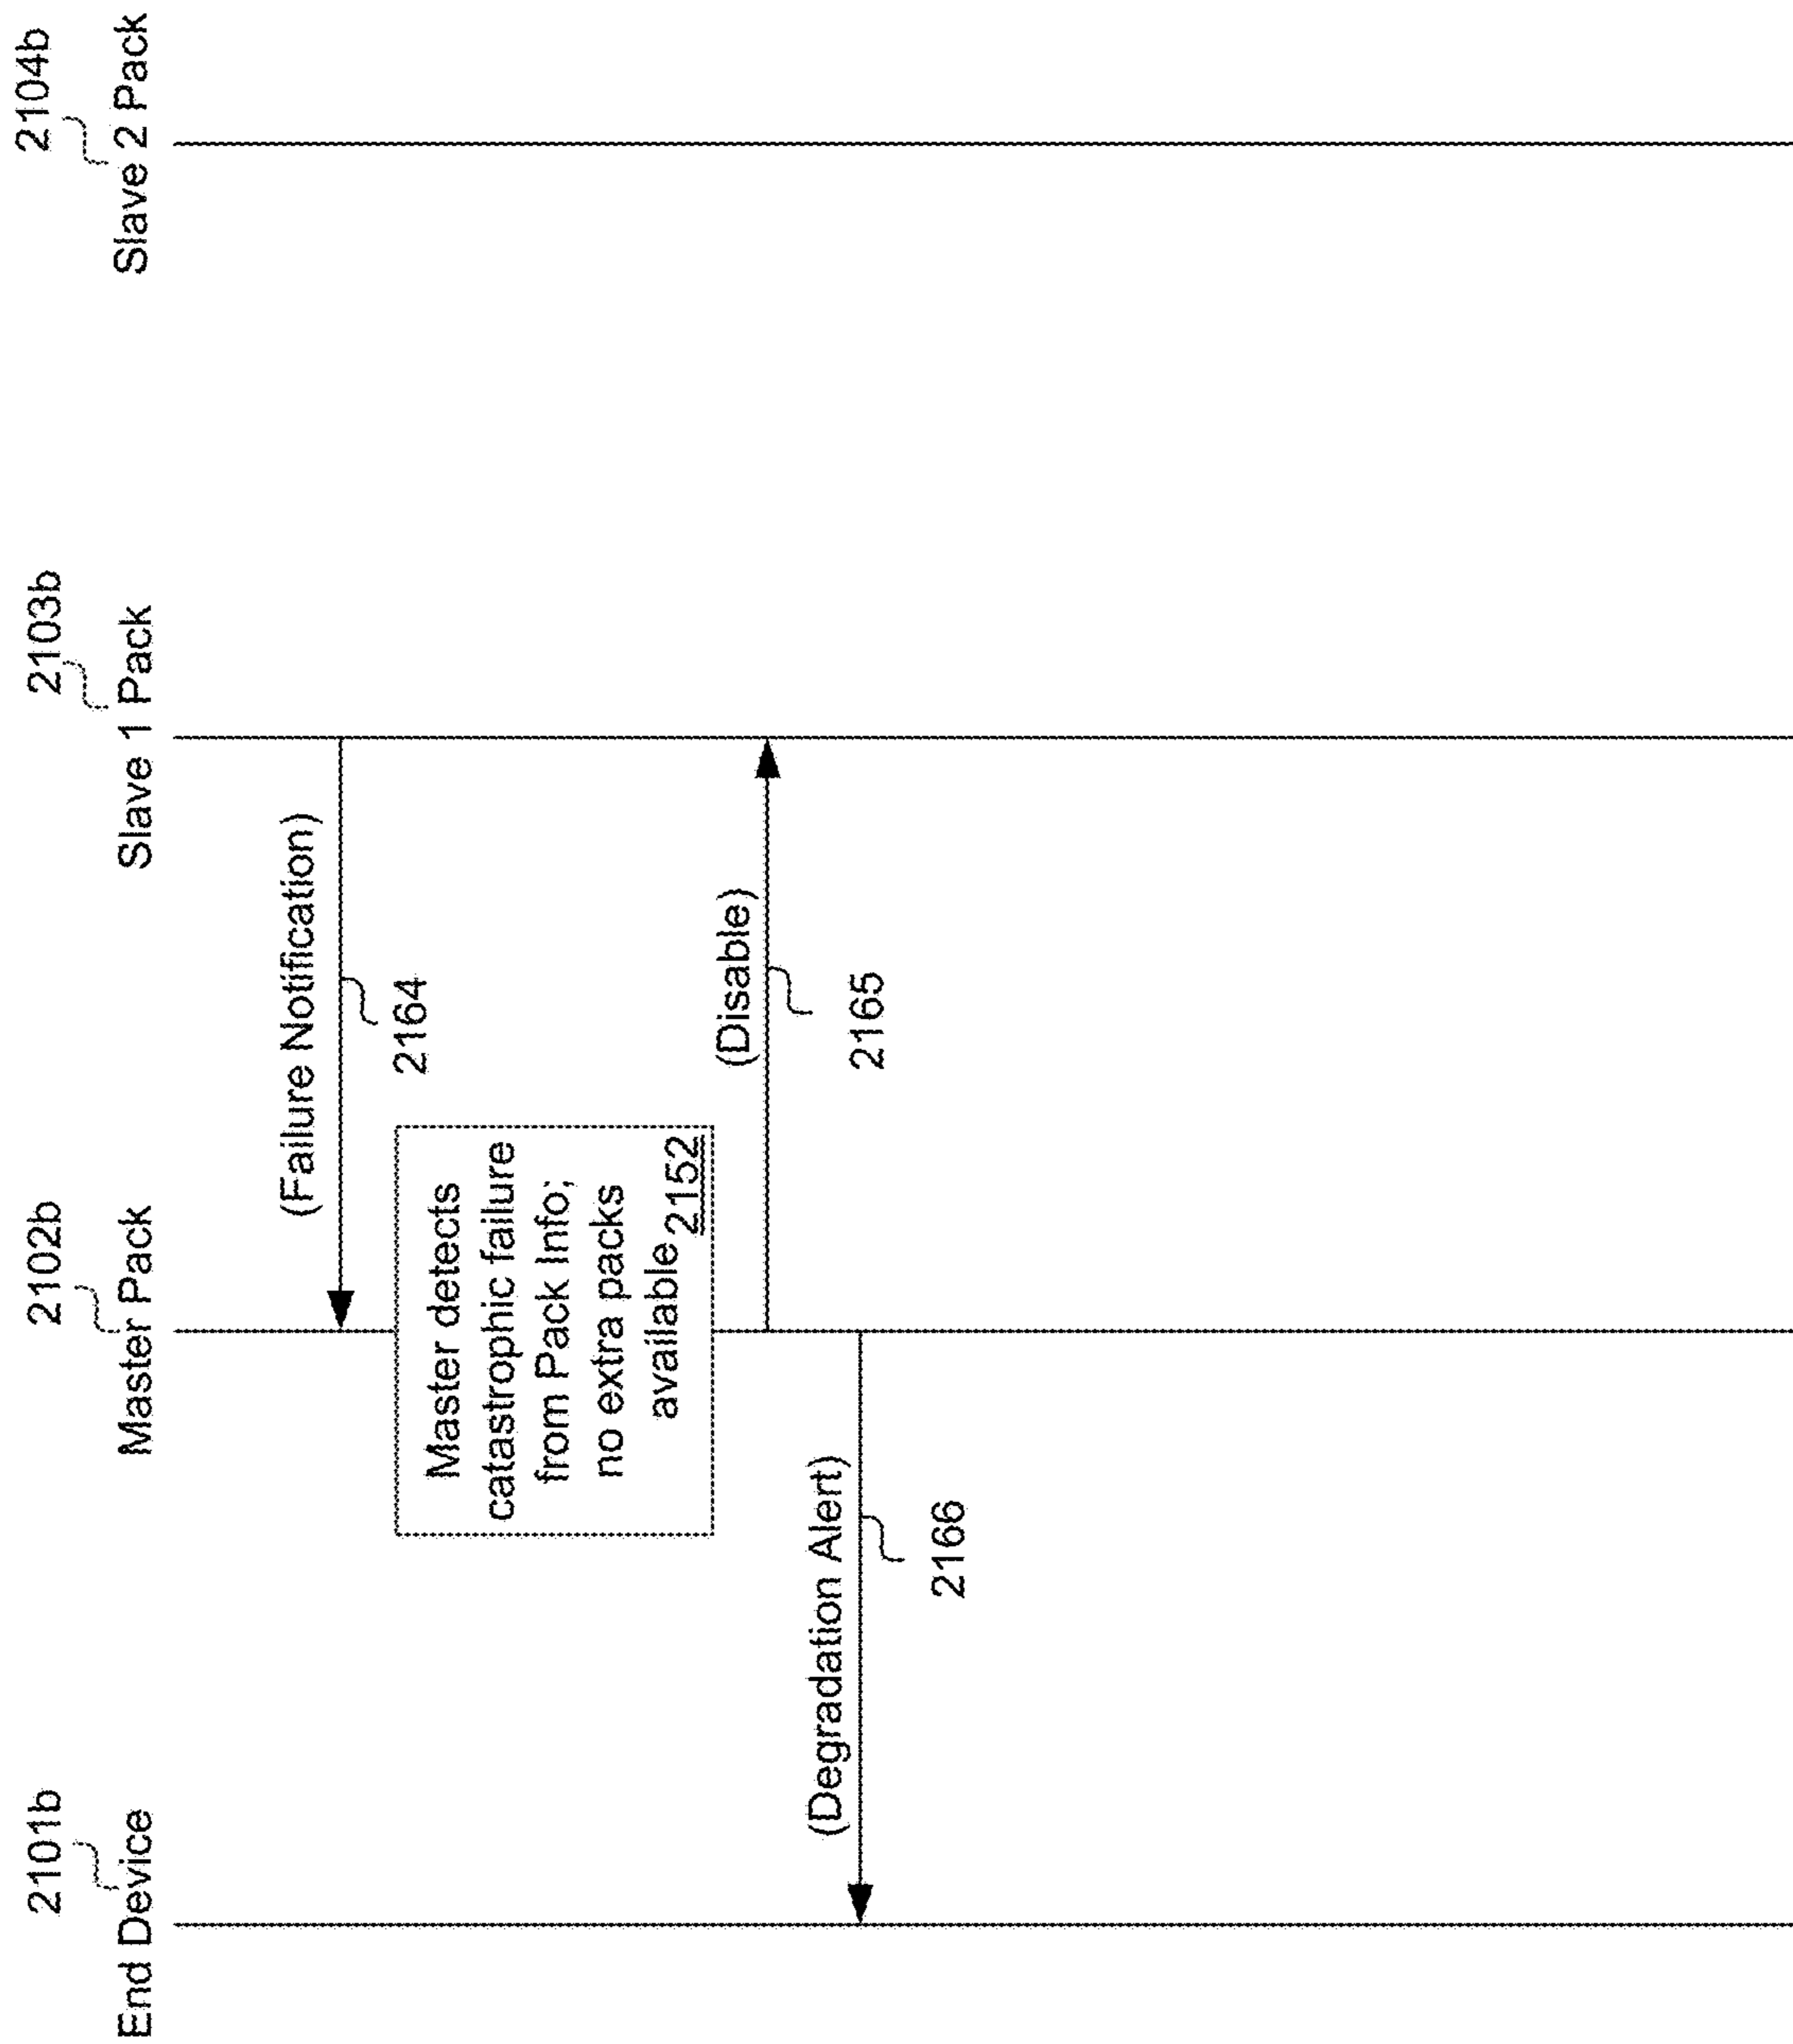 2101b
2102b
2103b
2104b
End Device
Master Pack
Slave 1 Pack
Slave 2 Pack
(Failure Notification)
2164
Master detects
catastrophic failure
from Pack Info;
no extra packs
available 2152
(Disable)
2165
(Degradation Alert)
2166